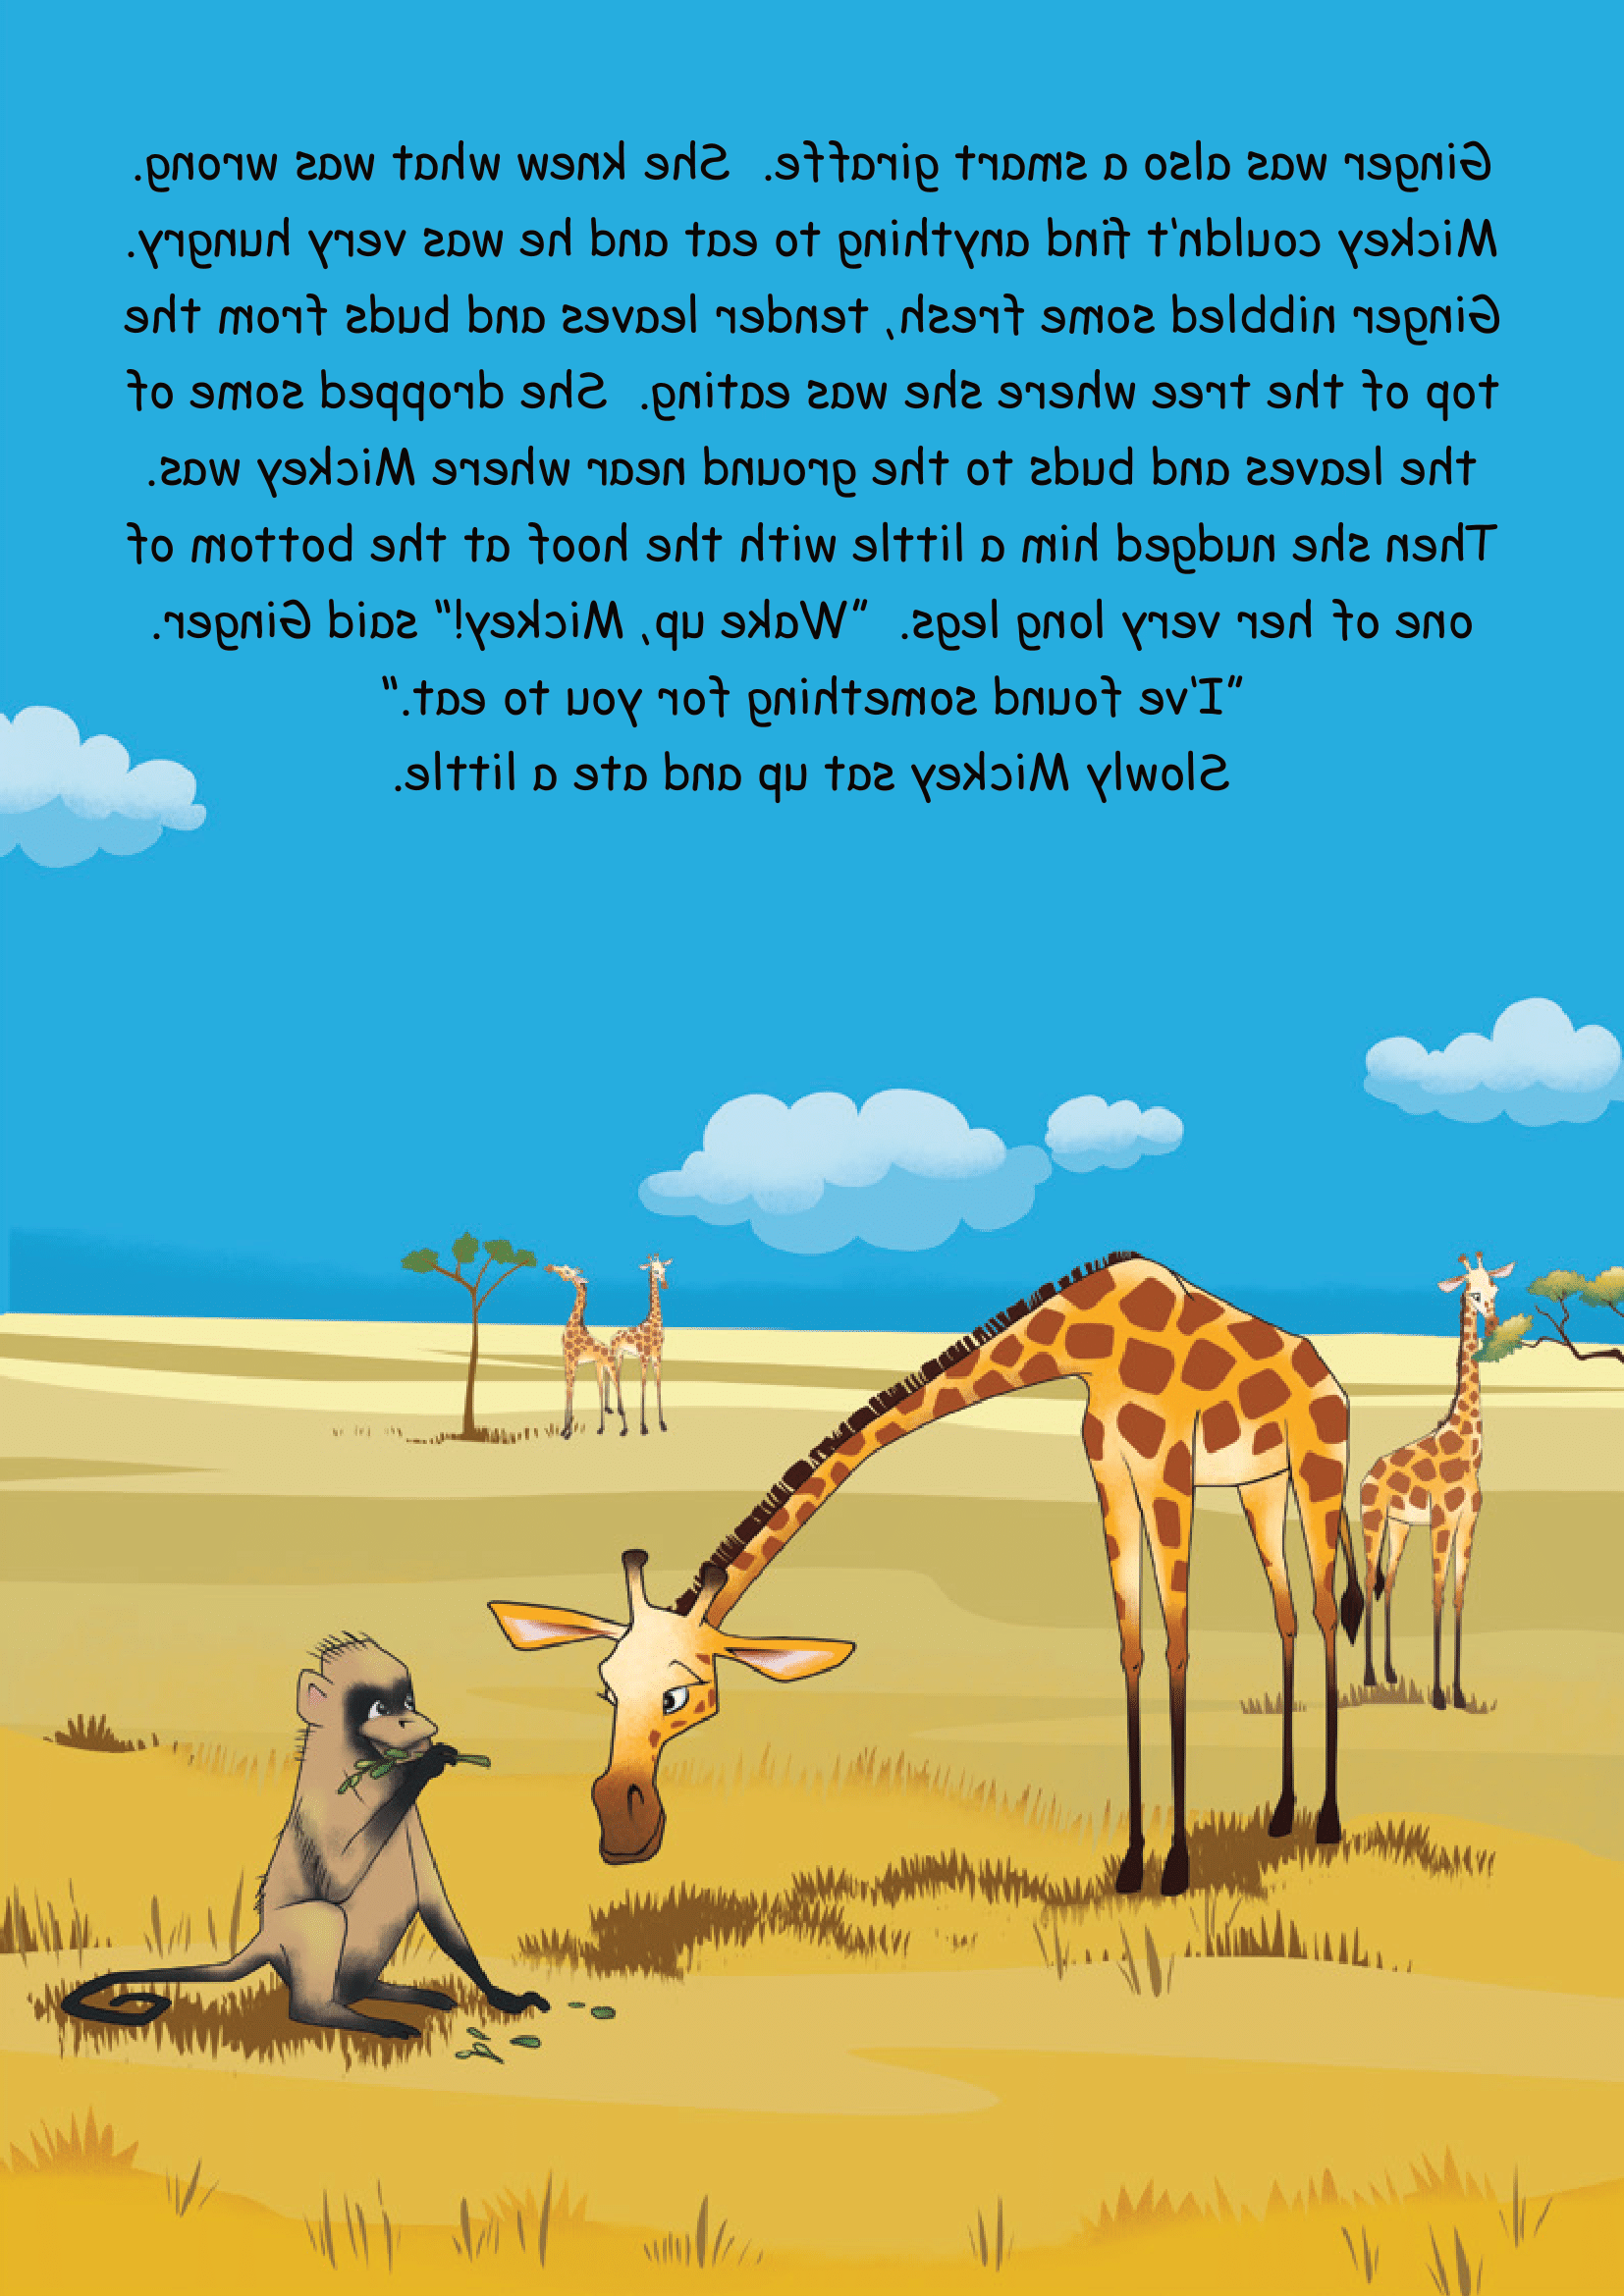 Ginger was also a smart giraffe.  She knew what was wrong.
Mickey couldn't find anything to eat and he was very hungry.
Ginger nibbled some fresh, tender leaves and buds from the
top of the tree where she was eating.  She dropped some of
the leaves and buds to the ground near where Mickey was.
Then she nudged him a little with the hoof at the bottom of
one of her very long legs.  "Wake up, Mickey!" said Ginger.
"I've found something for you to eat."
Slowly Mickey sat up and ate a little.